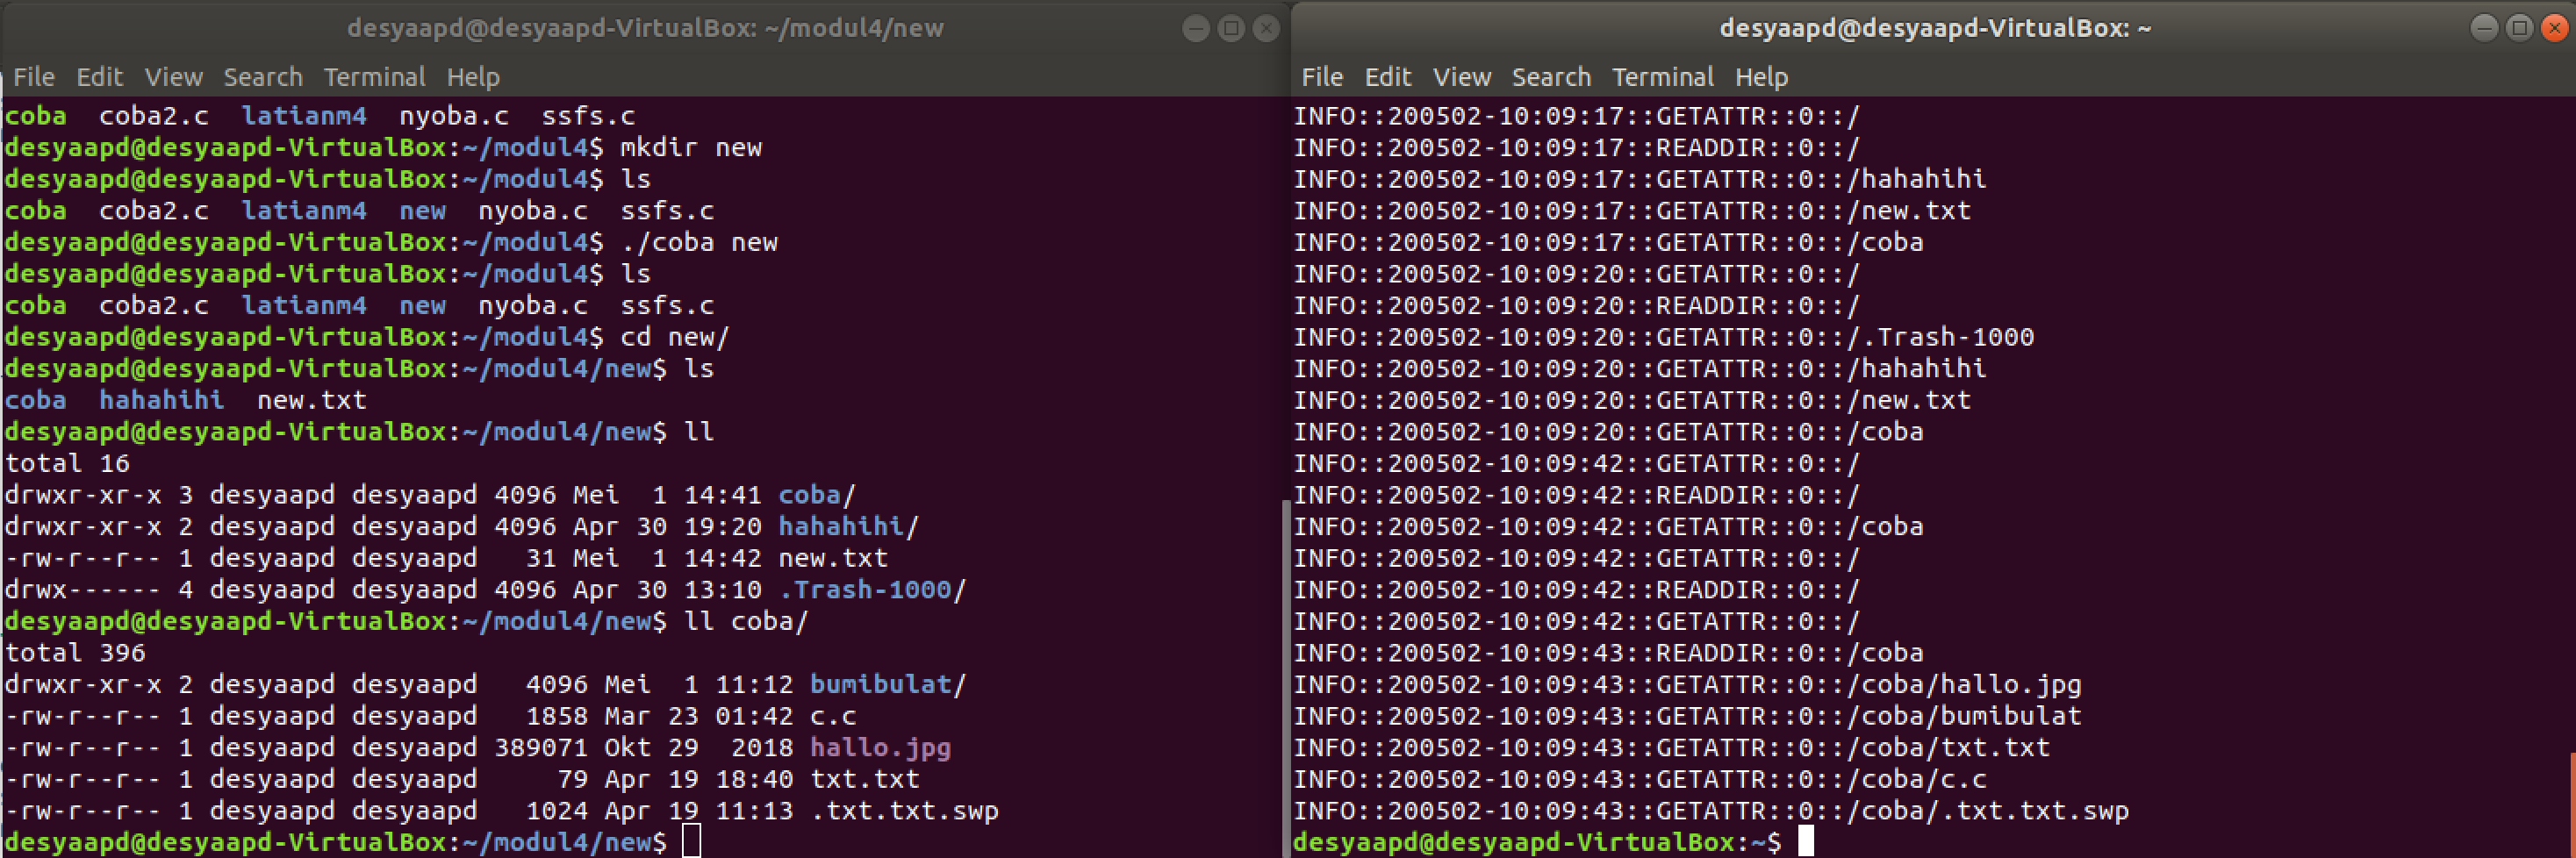 desyaapd@desyaapd-VirtualBox: ~/modul4/new
File Edit View Search Terminal Help
coba  coba2.c  latianm4  nyoba.c  ssfs.c
desyaapd@desyaapd-VirtualBox:~/modul4$ mkdir new
desyaapd@desyaapd-VirtualBox:~/modul4$ ls
coba  coba2.c  latianm4  new  nyoba.c  ssfs.c
desyaapd@desyaapd-VirtualBox:~/modul4$ ./coba new
desyaapd@desyaapd-VirtualBox:~/modul4$ ls
coba  coba2.c  latianm4  new  nyoba.c  ssfs.c
desyaapd@desyaapd-VirtualBox:~/modul4$ cd new/
desyaapd@desyaapd-VirtualBox:~/modul4/new$ ls
coba  hahahihi  new.txt
desyaapd@desyaapd-VirtualBox:~/modul4/new$ ll
total 16
drwxr-xr-x 3 desyaapd desyaapd 4096 Mei  1 14:41 coba/
drwxr-xr-x 2 desyaapd desyaapd 4096 Apr 30 19:20 hahahihi/
-rw-r--r-- 1 desyaapd desyaapd   31 Mei  1 14:42 new.txt
drwx------ 4 desyaapd desyaapd 4096 Apr 30 13:10 .Trash-1000/
desyaapd@desyaapd-VirtualBox:~/modul4/new$ ll coba/
total 396
drwxr-xr-x 2 desyaapd desyaapd   4096 Mei  1 11:12 bumibulat/
-rw-r--r-- 1 desyaapd desyaapd   1858 Mar 23 01:42 c.c
-rw-r--r-- 1 desyaapd desyaapd 389071 Okt 29  2018 hallo.jpg
-rw-r--r-- 1 desyaapd desyaapd     79 Apr 19 18:40 txt.txt
-rw-r--r-- 1 desyaapd desyaapd   1024 Apr 19 11:13 .txt.txt.swp
desyaapd@desyaapd-VirtualBox:~/modul4/new$
desyaapd@desyaapd-VirtualBox: ~
File Edit View Search Terminal Help
INFO::200502-10:09:17::GETATTR::0::/
INFO::200502-10:09:17::READDIR::0::/
INFO::200502-10:09:17::GETATTR::0::/hahahihi
INFO::200502-10:09:17::GETATTR::0::/new.txt
INFO::200502-10:09:17::GETATTR::0::/coba
INFO::200502-10:09:20::GETATTR::0::/
INFO::200502-10:09:20::READDIR::0::/
INFO::200502-10:09:20::GETATTR::0::/.Trash-1000
INFO::200502-10:09:20::GETATTR::0::/hahahihi
INFO::200502-10:09:20::GETATTR::0::/new.txt
INFO::200502-10:09:20::GETATTR::0::/coba
INFO::200502-10:09:42::GETATTR::0::/
INFO::200502-10:09:42::READDIR::0::/
INFO::200502-10:09:42::GETATTR::0::/coba
INFO::200502-10:09:42::GETATTR::0::/
INFO::200502-10:09:42::READDIR::0::/
INFO::200502-10:09:42::GETATTR::0::/
INFO::200502-10:09:43::READDIR::0::/coba
INFO::200502-10:09:43::GETATTR::0::/coba/hallo.jpg
INFO::200502-10:09:43::GETATTR::0::/coba/bumibulat
INFO::200502-10:09:43::GETATTR::0::/coba/txt.txt
INFO::200502-10:09:43::GETATTR::0::/coba/c.c
INFO::200502-10:09:43::GETATTR::0::/coba/.txt.txt.swp
desyaapd@desyaapd-VirtualBox:~$